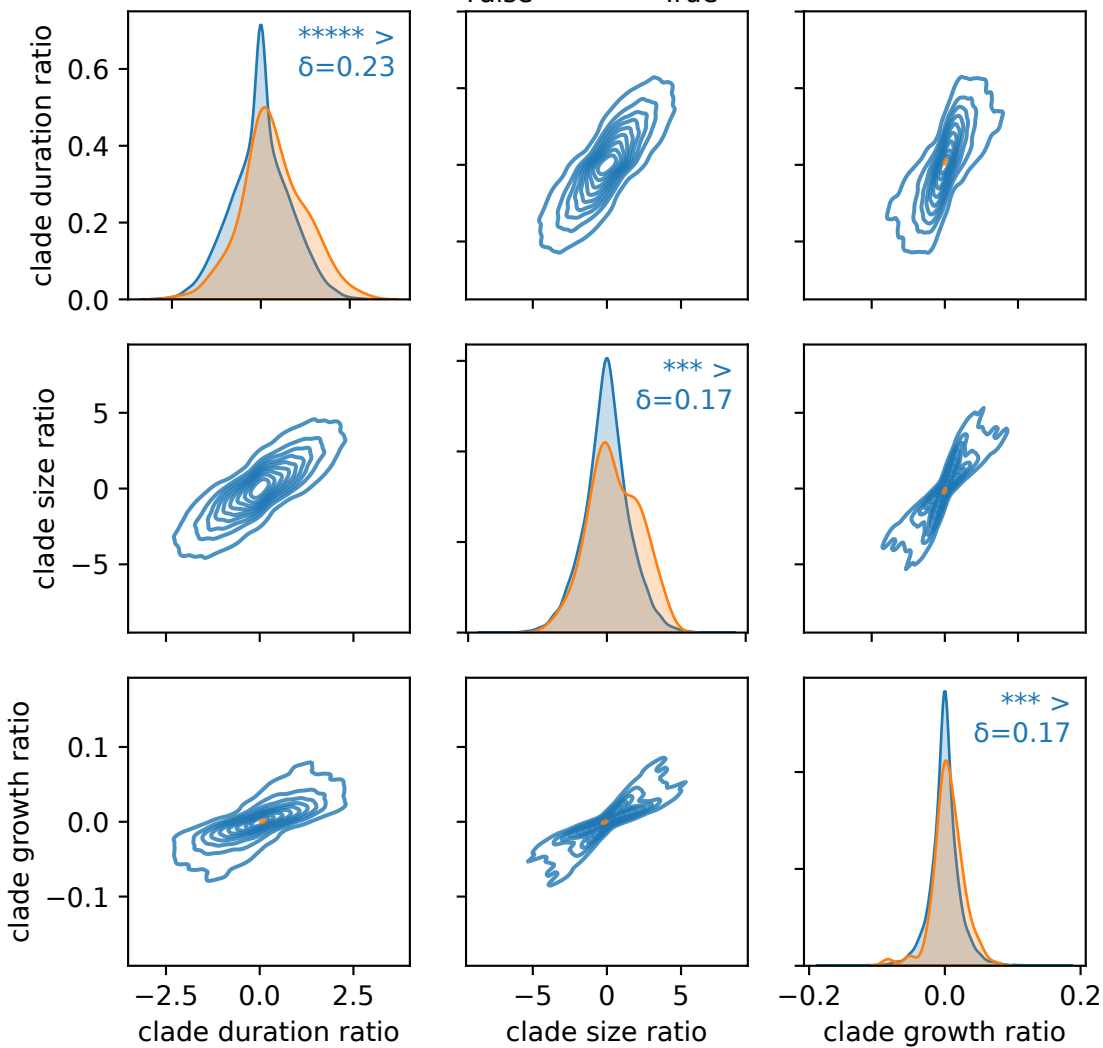 True
clade duration ratio
0.6
0.4
0.2
0.0
***** >
δ=0.23
clade size ratio
5
0
−5
*** >
δ=0.17
clade growth ratio
0.1
0.0
−0.1
*** >
δ=0.17
−2.5 0.0 2.5
−5 0 5
−0.2 0.0 0.2
clade duration ratio
clade size ratio
clade growth ratio